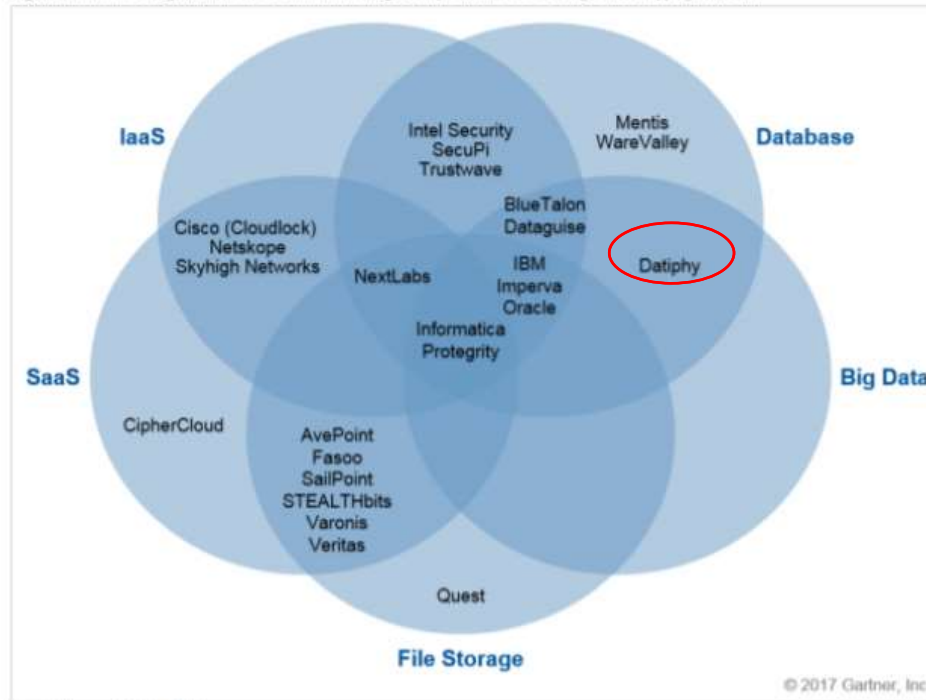 IaaS
Intel Security
SecuPi
Trustwave
Mentis
WareValley
Database
BlueTalon
Dataguise
Cisco (Cloudlock)
Netskope
Skyhigh Networks
NextLabs
IBM
Imperva
Oracle
Datiphy
Informatica
Protegrity
SaaS
Big Data
CipherCloud
AvePoint
Fasoo
SailPoint
STEALTHbits
Varonis
Veritas
Quest
File Storage
© 2017 Gartner, Inc